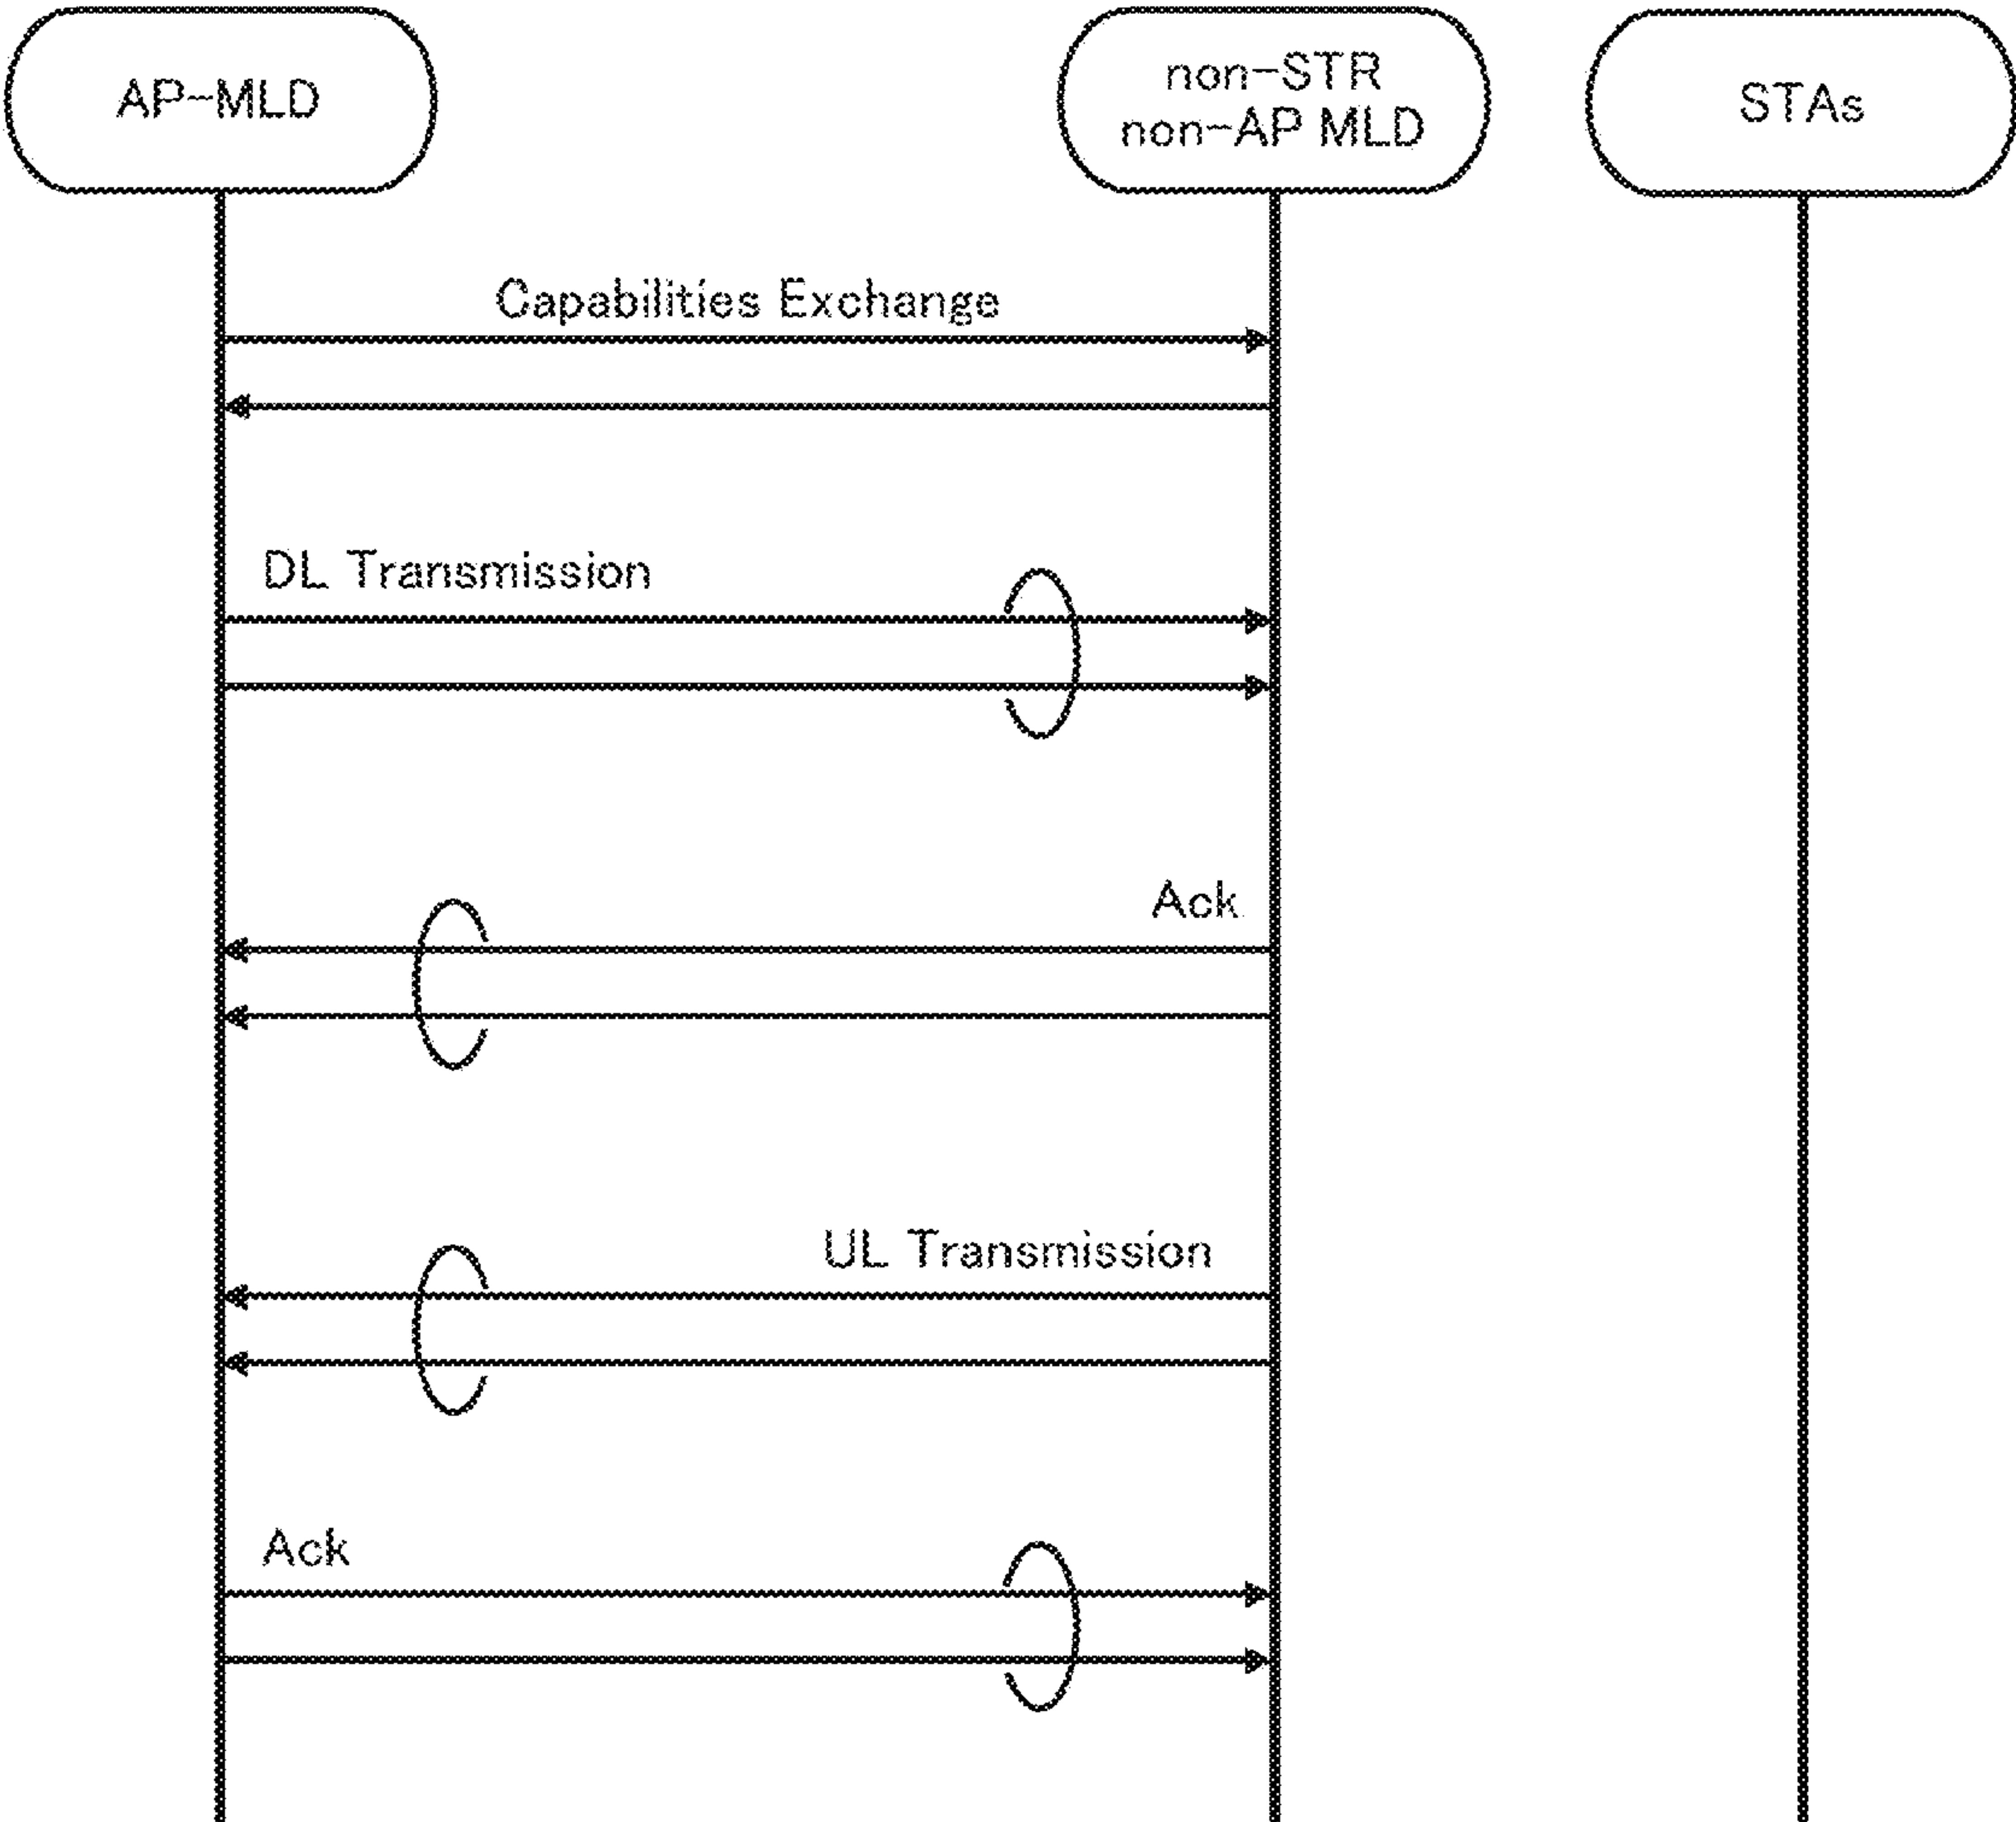 AP-MLD
non-STR
non-AP MLD
STAs
Capabilities Exchange
DL Transmission
Ack
UL Transmission
Ack